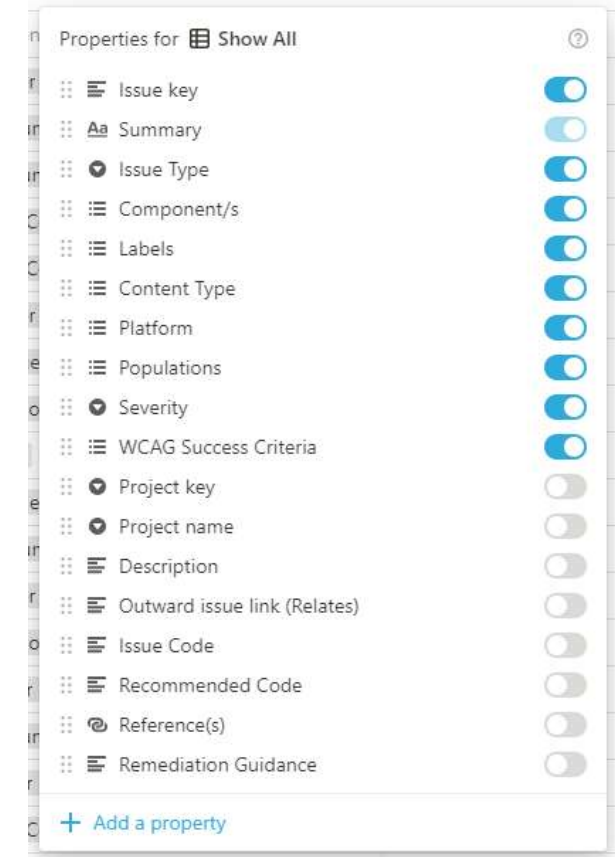 Properties for Show All
Issue key
Aa Summary
Issue Type
Component/s
Labels
Content Type
Platform
Populations
Severity
WCAG Success Criteria
Project key
Project name
Description
Outward issue link (Relates)
Issue Code
Recommended Code
Reference(s)
Remediation Guidance
+ Add a property